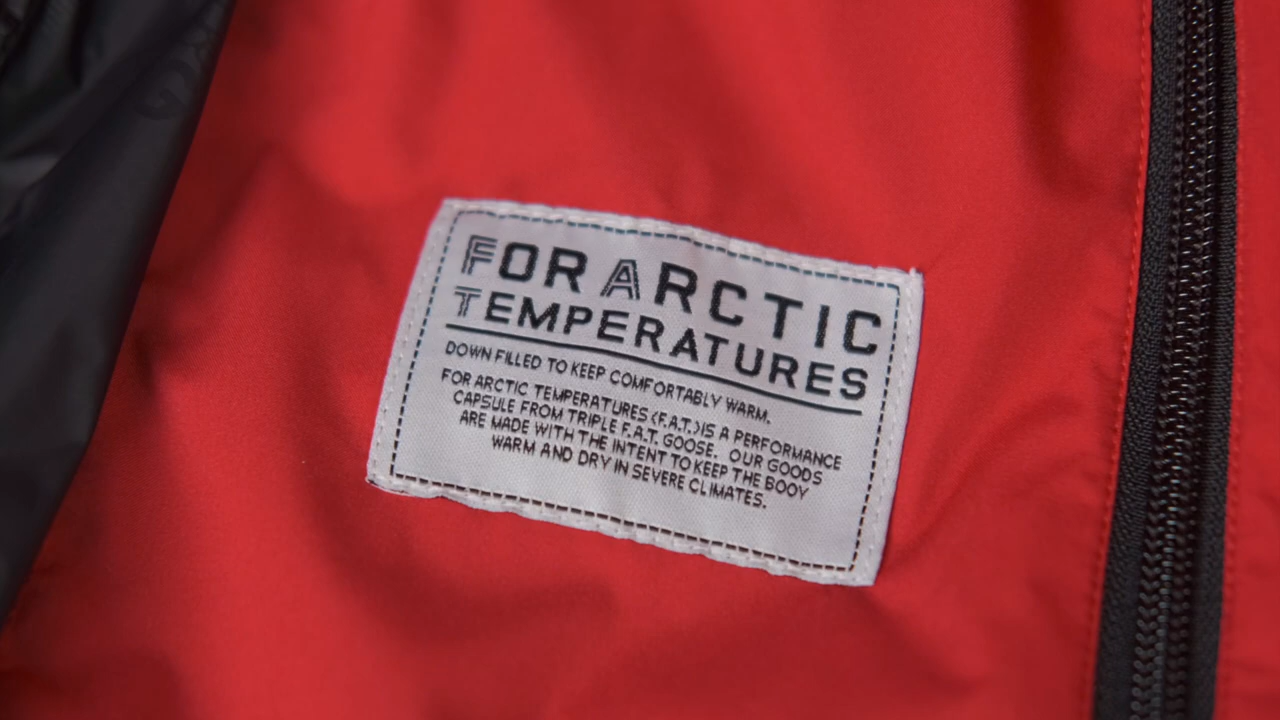 FOR ARCTIC
TEMPERATURES
DOWN FILLED TO KEEP COMFORTABLY WARM.
FOR ARCTIC TEMPERATURES (F.A.T.) IS A PERFORMANCE
CAPSULE FROM TRIPLE F.A.T. GOOSE. OUR GOODS
ARE MADE WITH THE INTENT TO KEEP THE BODY
WARM AND DRY IN SEVERE CLIMATES.